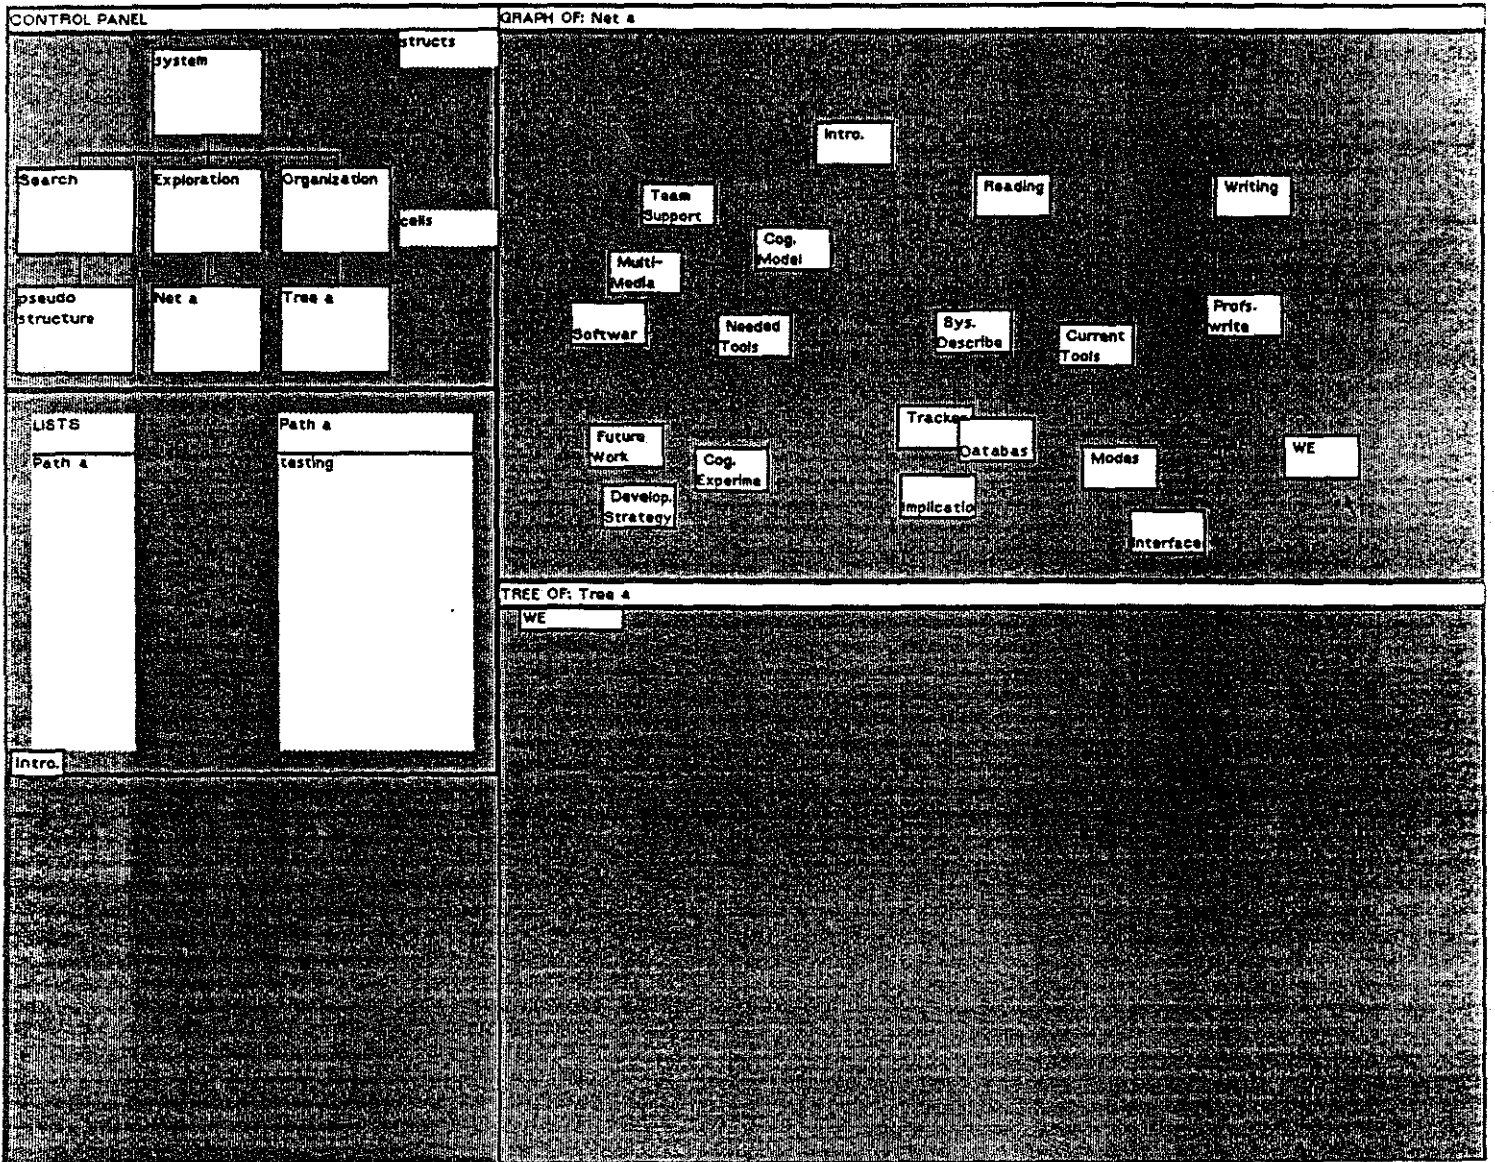 CONTROL PANEL
structs
system
Search
Exploration
Organization
cells
pseudo
structure
Net a
Tree a
LISTS
Path a
Path a
testing
Intro.
GRAPH OF: Net a
Intro.
Team
Support
Reading
Writing
Cog.
Model
Multi-
Media
Softwar
Needed
Tools
Sys.
Describe
Current
Tools
Profs.
write
Future
Work
Cog.
Experime
Tracker
Databas
Modes
WE
Develop.
Strategy
Implicatio
Interface
TREE OF: Tree a
WE